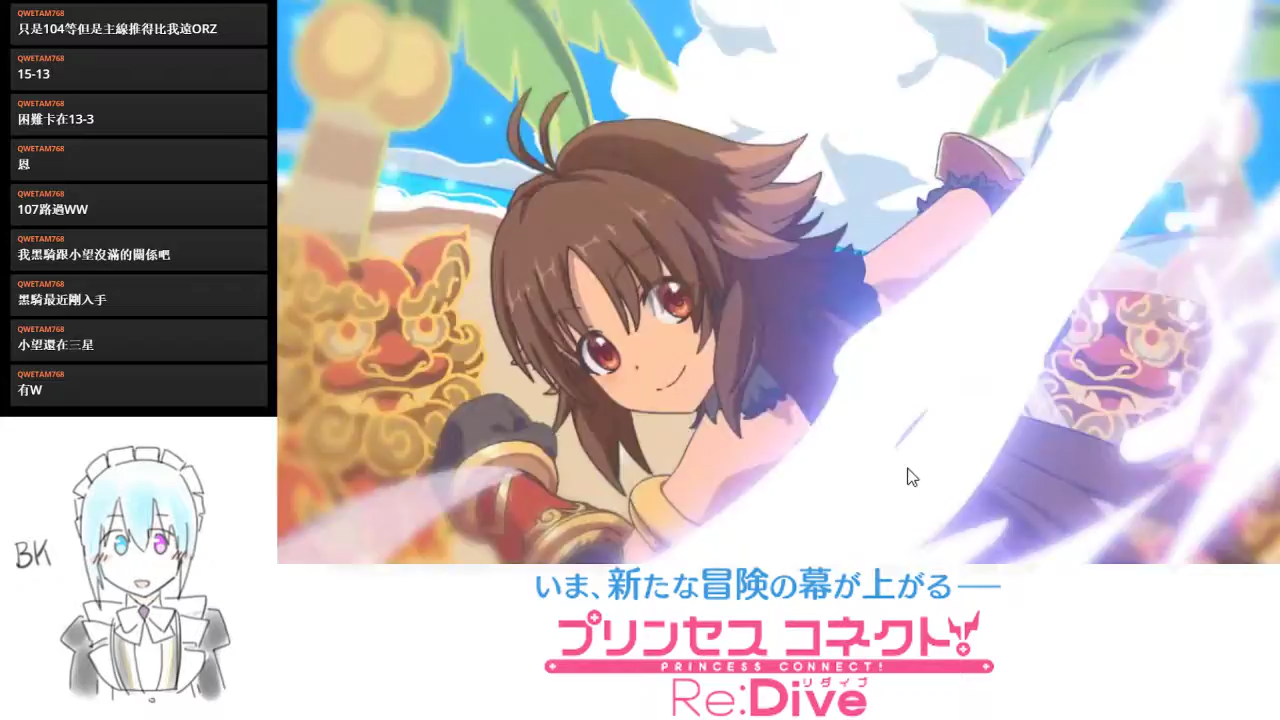 QWETAM768
只是104等但是主線推得比我遠ORZ
QWETAM768
15-13
QWETAM768
困難卡在13-3
QWETAM768
恩
QWETAM768
107路過WW
QWETAM768
我黑騎跟小望沒滿的關係吧
QWETAM768
黑騎最近剛入手
QWETAM768
小望還在三星
QWETAM768
有W
BK
いま、新たな冒険の幕が上がる——
プリンセス コネクト!
PRINCESS CONNECT!
リダイブ
Re:Dive